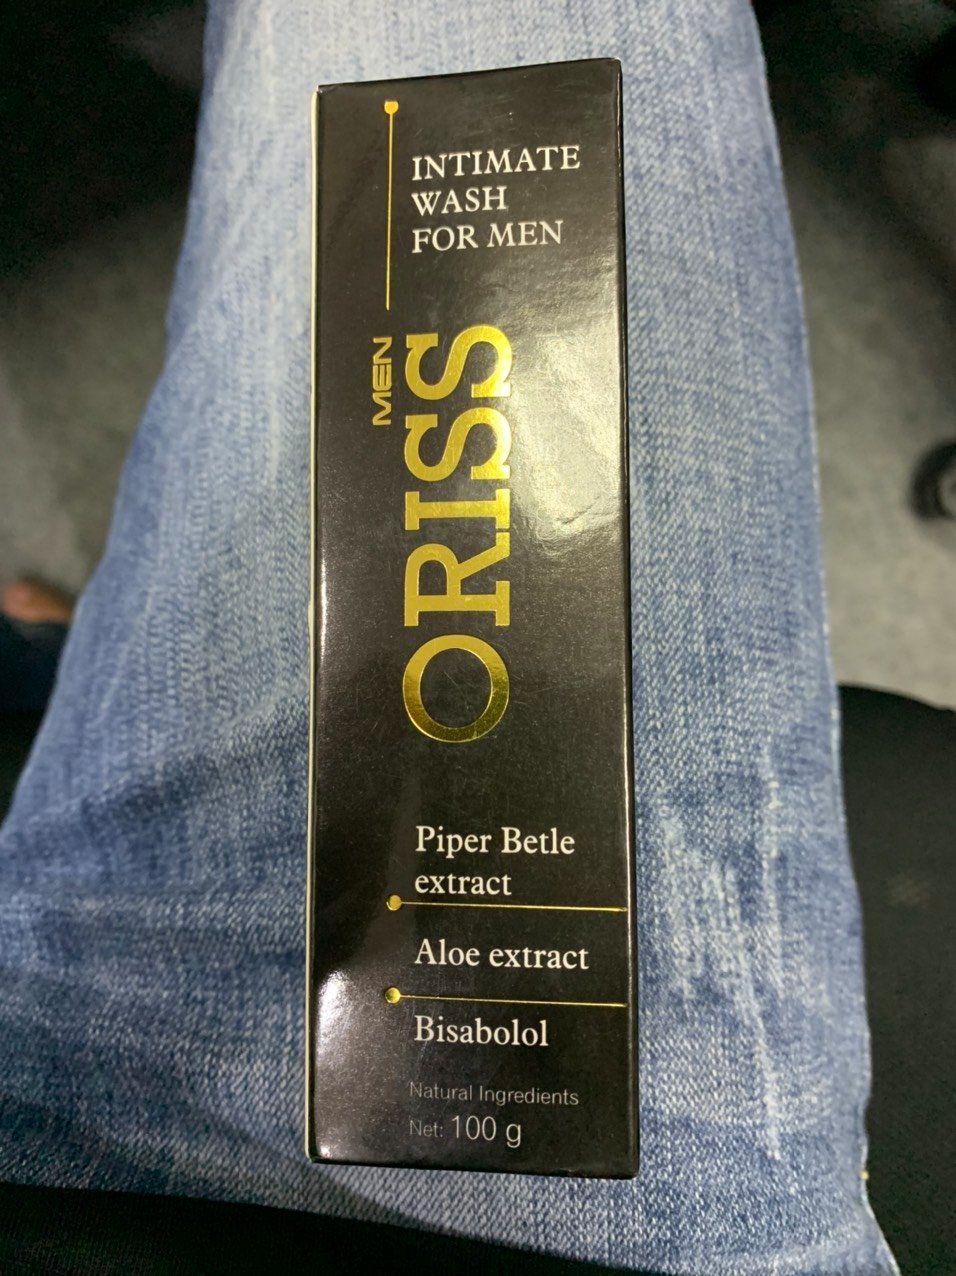 INTIMATE
WASH
FOR MEN
MEN
ORISS
Piper Betle
extract
Aloe extract
Bisabolol
Natural Ingredients
Net: 100 g